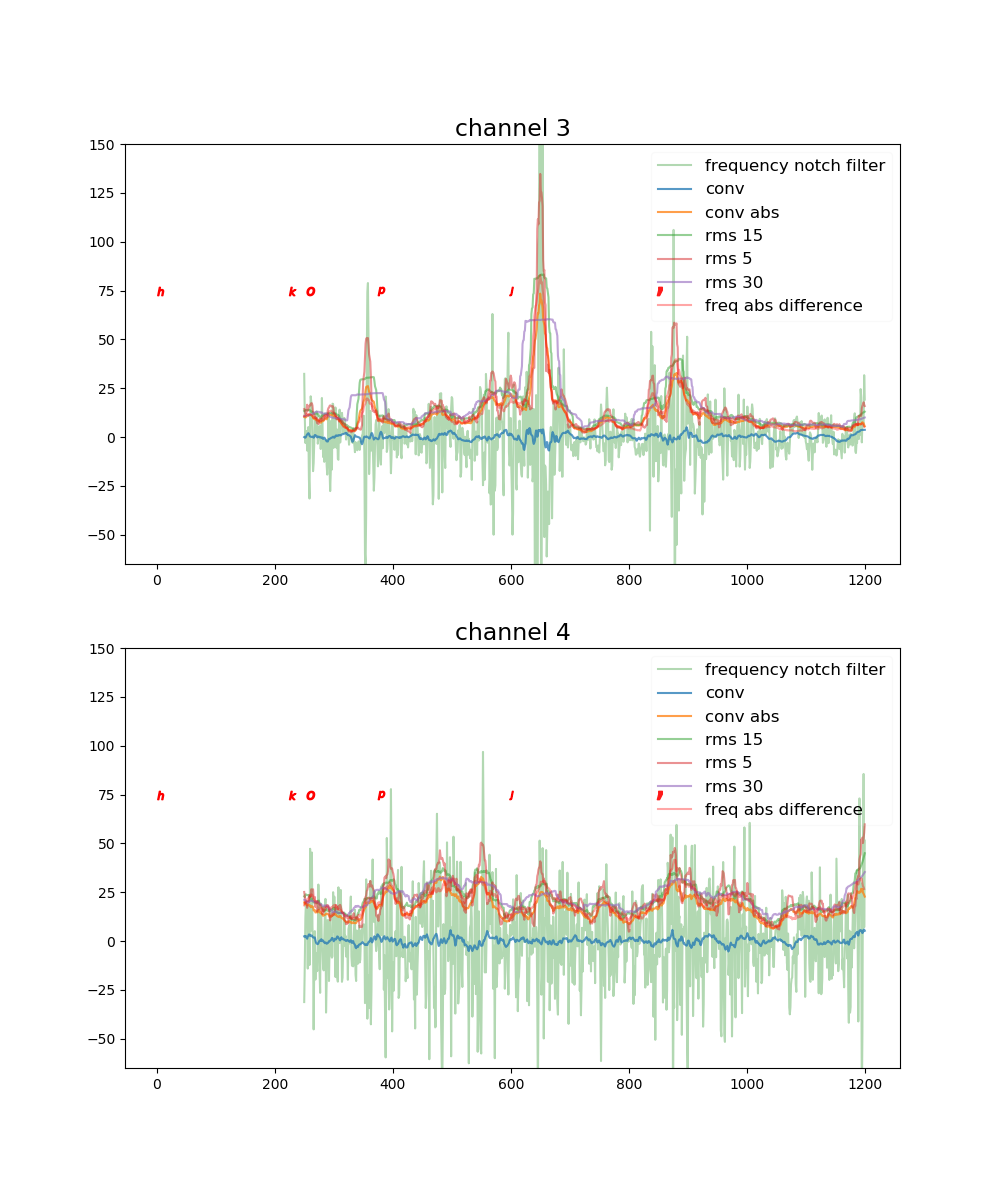 channel 3
150
125
100
75
50
25
0
−25
−50
frequency notch filter
conv
conv abs
rms 15
rms 5
rms 30
freq abs difference
h k O p
0 200 400 600 800 1000 1200
channel 4
150
125
100
75
50
25
0
−25
−50
frequency notch filter
conv
conv abs
rms 15
rms 5
rms 30
freq abs difference
h k O p
0 200 400 600 800 1000 1200